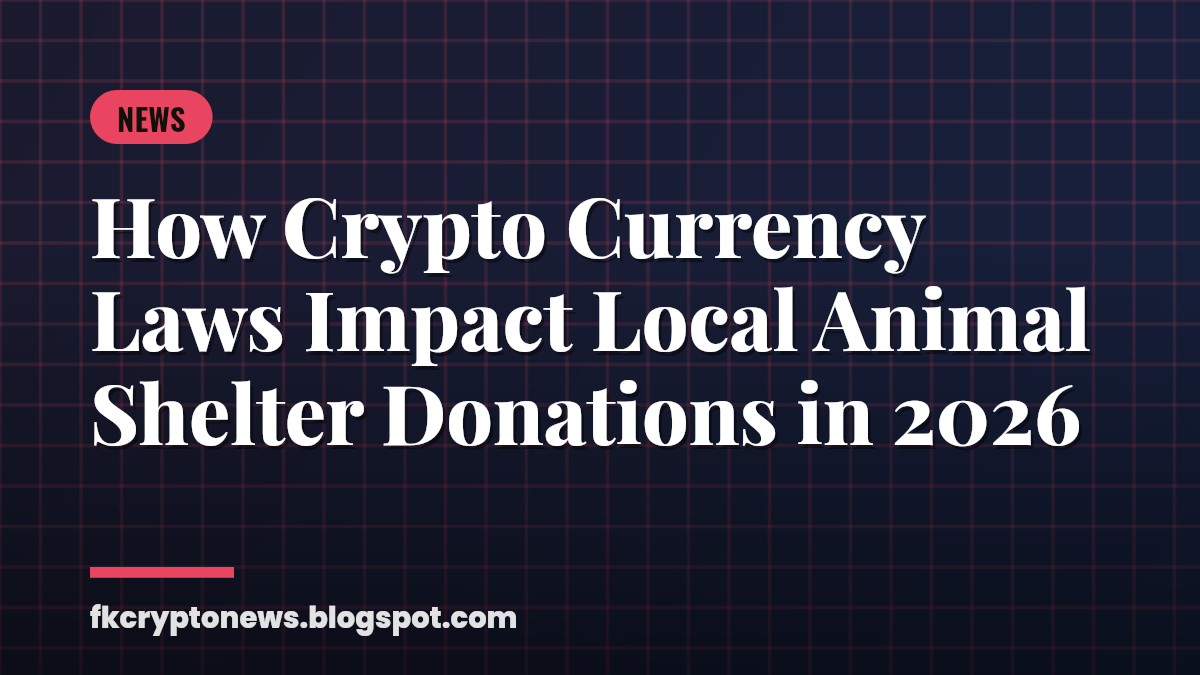 NEWS
How Crypto Currency
Laws Impact Local Animal
Shelter Donations in 2026
fkcryptonews.blogspot.com